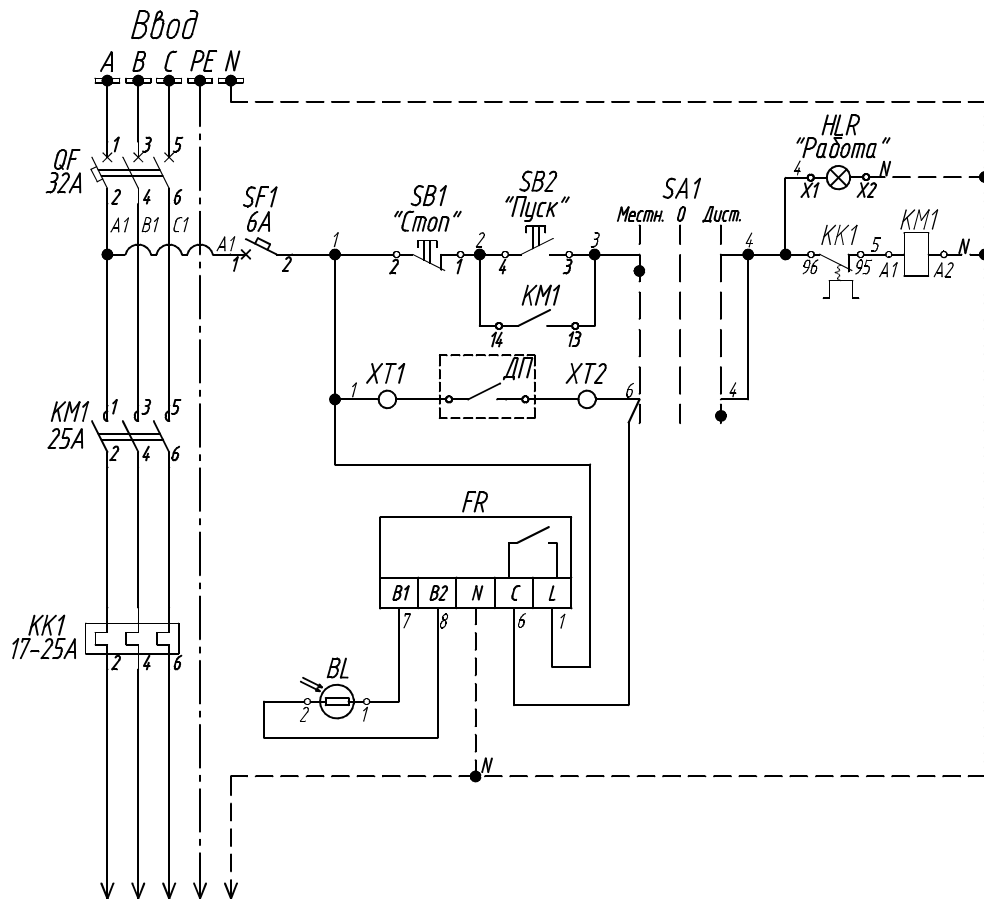 Ввод
A B C PE N
QF
32A
1 3 5
2 4 6
A1 B1 C1
A1
SF1
6A
1 2
1
SB1
"Стоп"
2 1
2
SB2
"Пуск"
4 3
3
KM1
14 13
SA1
Местн. 0 Дист.
4
HLR
"Работа"
4 X1 X2 N
KK1
96 95
5
KM1
A1 A2
N
1
XT1
ДП
XT2
6
4
KM1
25A
1 3 5
2 4 6
FR
B1 B2 N C L
7 8 6 1
KK1
17-25A
2 4 6
BL
2 1
N